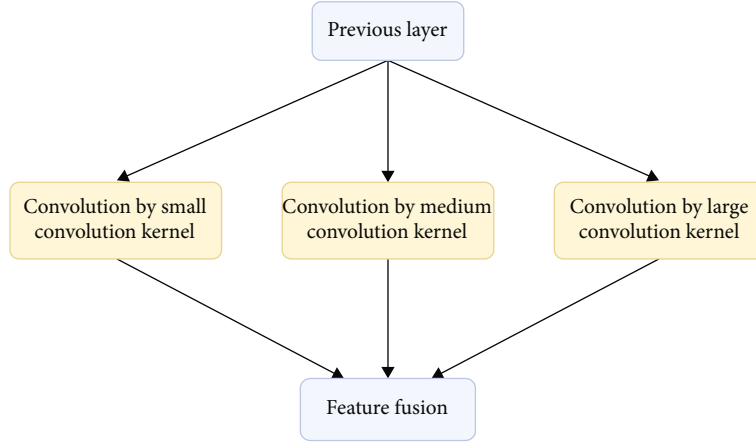 Previous layer
Convolution by small
convolution kernel
Convolution by medium
convolution kernel
Convolution by large
convolution kernel
Feature fusion